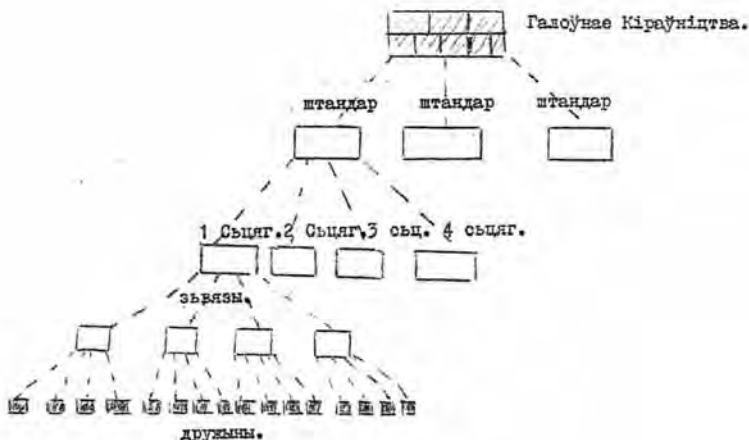 Галоўнае Кіраўніцтва.
штандар штандар штандар
1 Сьцяг.2 Сьцяг.3 сьц. 4 сьцяг.
зьвязы.
дружыны.